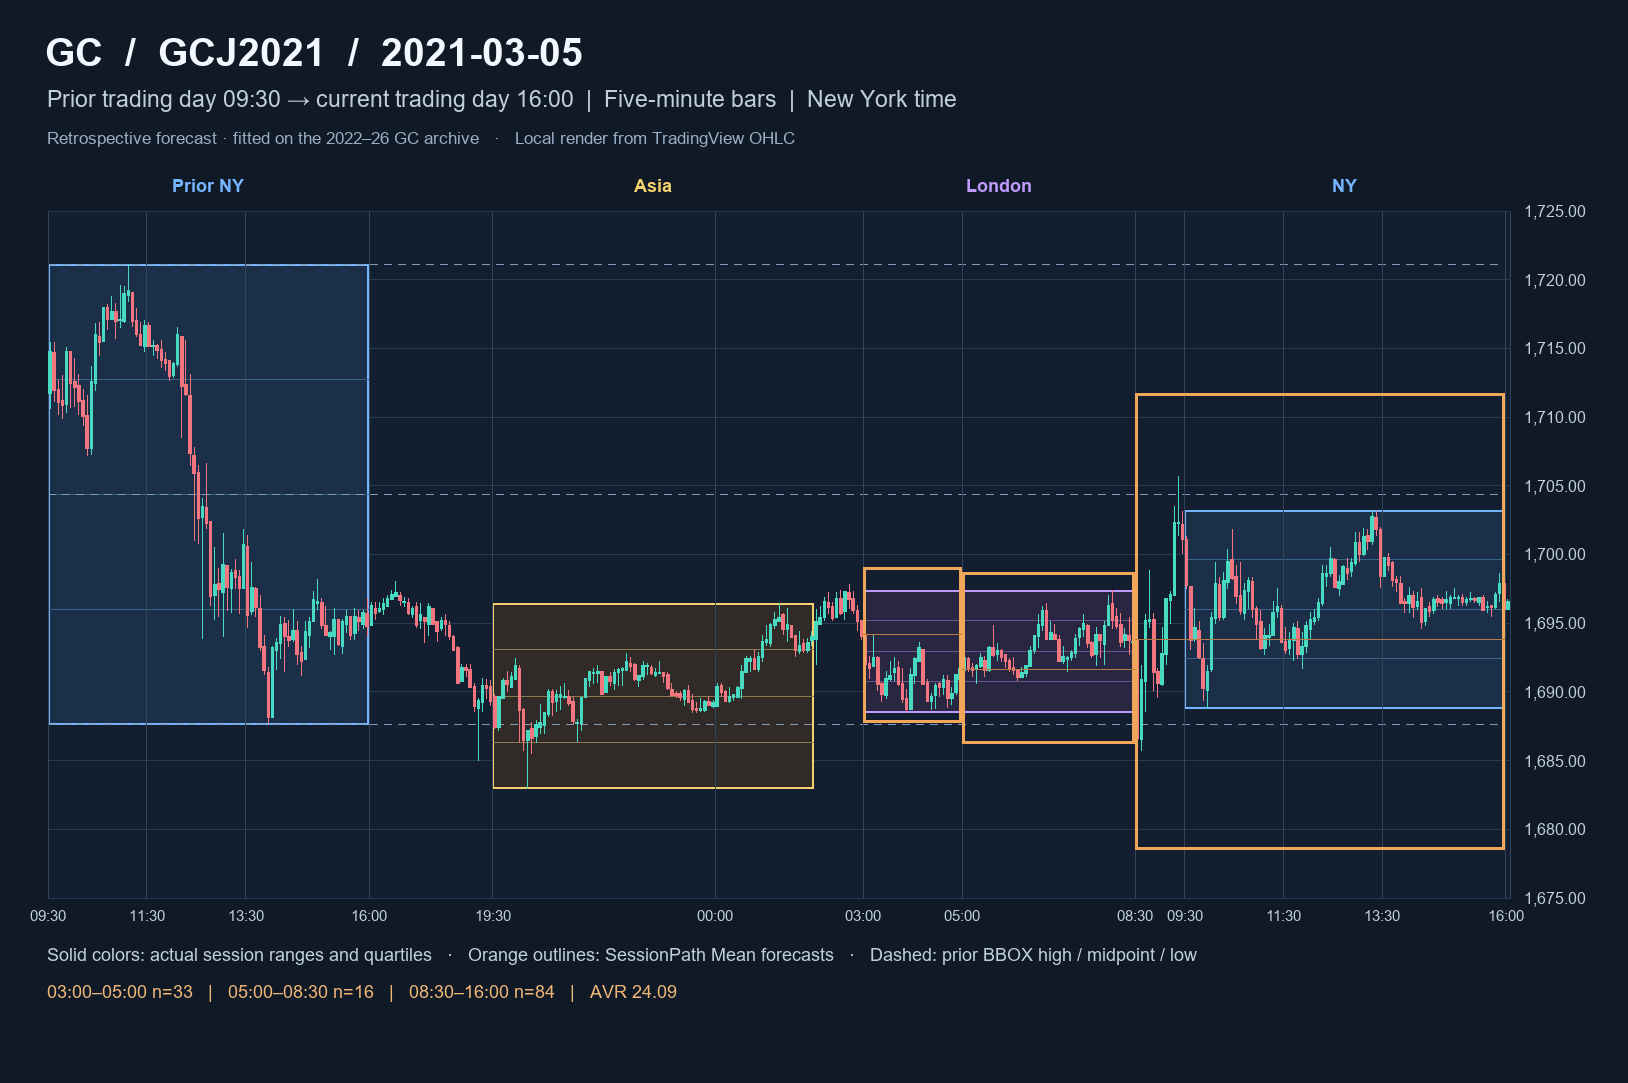 GC / GCJ2021 / 2021-03-05
Prior trading day 09:30 → current trading day 16:00 | Five-minute bars | New York time
Retrospective forecast · fitted on the 2022–26 GC archive · Local render from TradingView OHLC
Prior NY Asia London NY
1,725.00
1,720.00
1,715.00
1,710.00
1,705.00
1,700.00
1,695.00
1,690.00
1,685.00
1,680.00
1,675.00
09:30 11:30 13:30 16:00 19:30 00:00 03:00 05:00 08:30 09:30 11:30 13:30 16:00
Solid colors: actual session ranges and quartiles · Orange outlines: SessionPath Mean forecasts · Dashed: prior BBOX high / midpoint / low
03:00–05:00 n=33 | 05:00–08:30 n=16 | 08:30–16:00 n=84 | AVR 24.09